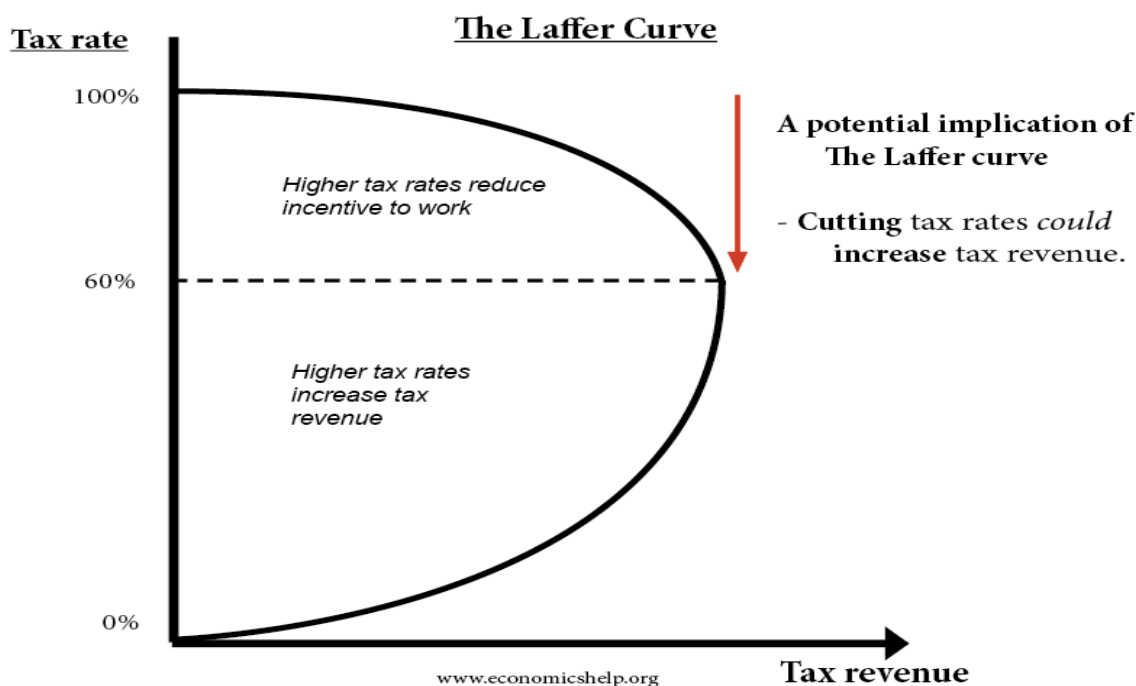 The Laffer Curve
Tax rate
100%
A potential implication of
The Laffer curve
Higher tax rates reduce
incentive to work
- Cutting tax rates could
increase tax revenue.
60%
Higher tax rates
increase tax
revenue
0%
Tax revenue
www.economicshelp.org